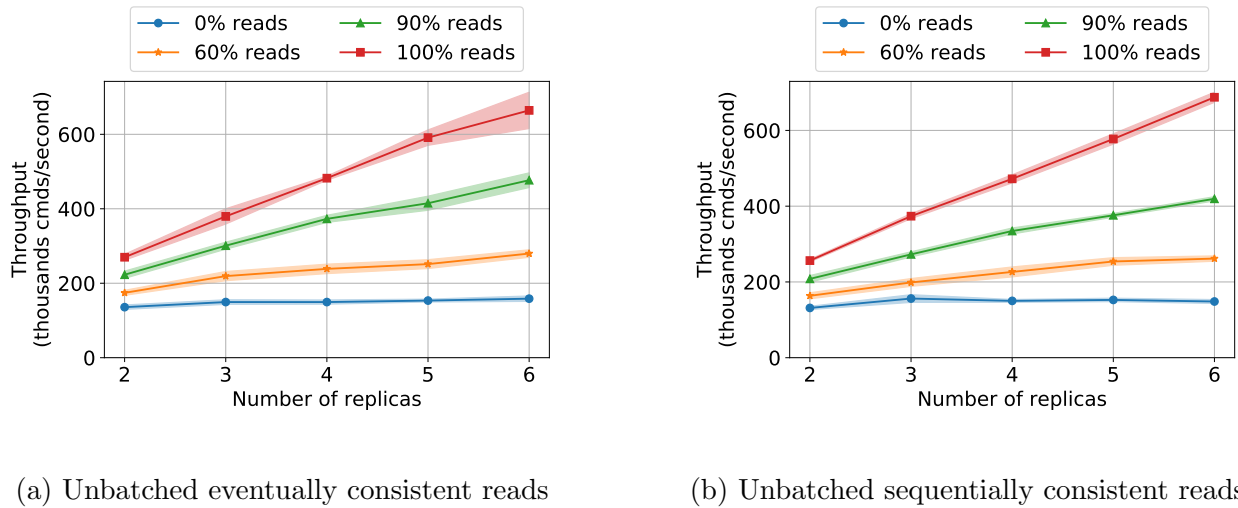 0% reads
60% reads
90% reads
100% reads
600
400
200
0
Throughput
(thousands cmds/second)
2 3 4 5 6
Number of replicas
(a) Unbatched eventually consistent reads
0% reads
60% reads
90% reads
100% reads
600
400
200
0
Throughput
(thousands cmds/second)
2 3 4 5 6
Number of replicas
(b) Unbatched sequentially consistent reads